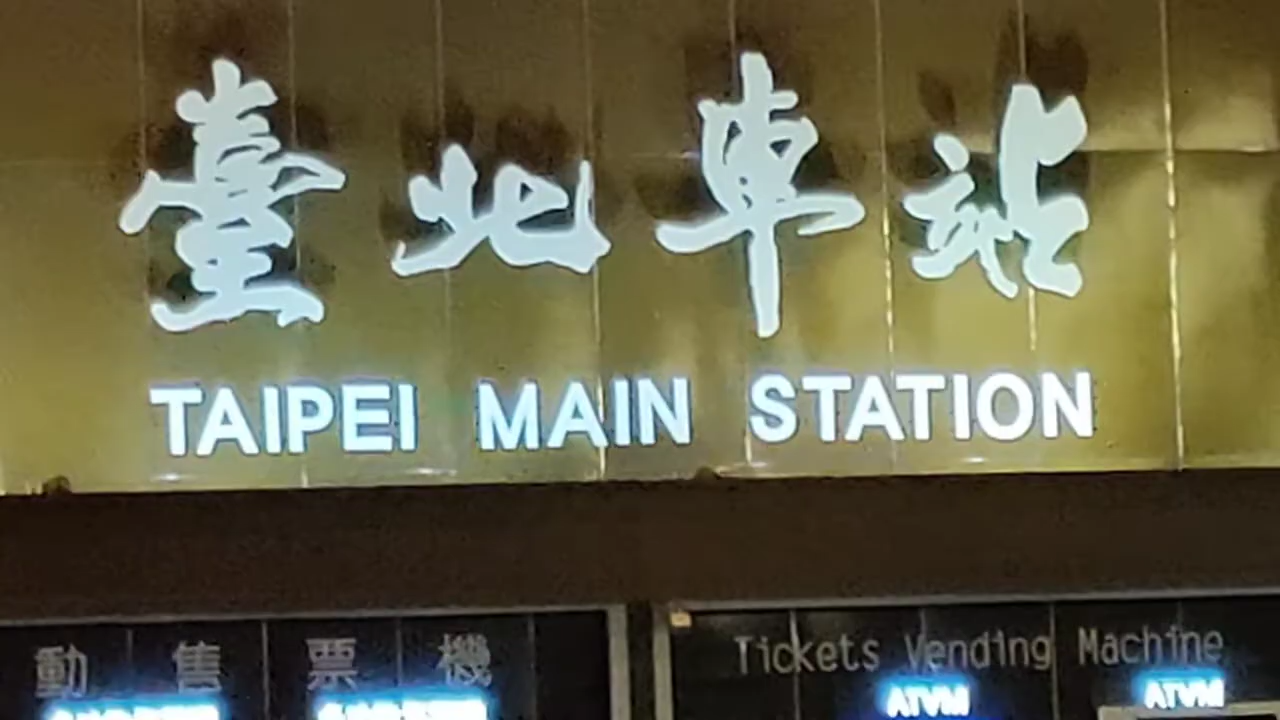 臺北車站
TAIPEI MAIN STATION
動售票機 Tickets Vending Machine
ATVM ATVM